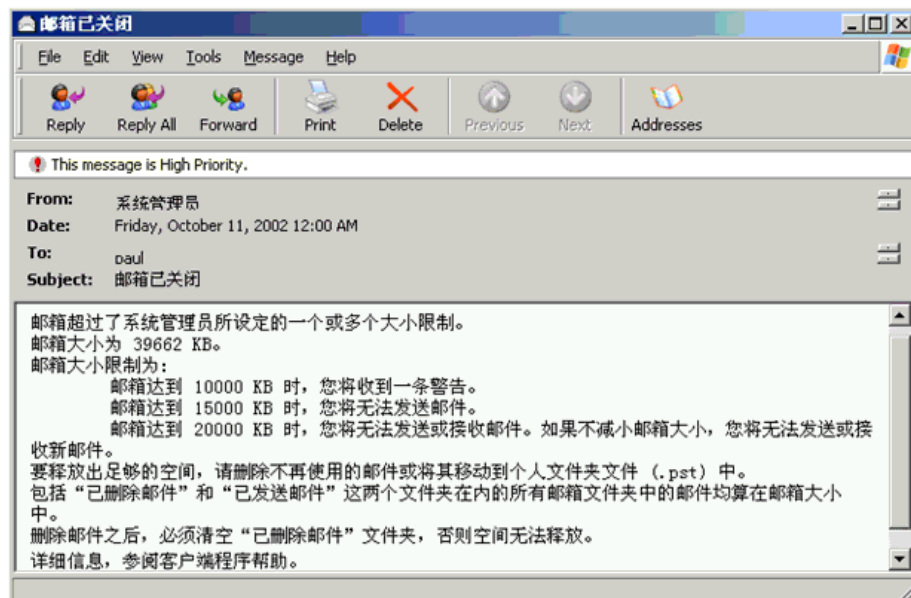 邮箱已关闭
File Edit View Tools Message Help
Reply Reply All Forward Print Delete Previous Next Addresses
This message is High Priority.
From: 系统管理员
Date: Friday, October 11, 2002 12:00 AM
To: paul
Subject: 邮箱已关闭
邮箱超过了系统管理员所设定的一个或多个大小限制。
邮箱大小为 39662 KB。
邮箱大小限制为:
邮箱达到 10000 KB 时，您将收到一条警告。
邮箱达到 15000 KB 时，您将无法发送邮件。
邮箱达到 20000 KB 时，您将无法发送或接收邮件。如果不减小邮箱大小，您将无法发送或接
收新邮件。
要释放出足够的空间，请删除不再使用的邮件或将其移动到个人文件夹文件 (.pst) 中。
包括“已删除邮件”和“已发送邮件”这两个文件夹在内的所有邮箱文件夹中的邮件均算在邮箱大小
中。
删除邮件之后，必须清空“已删除邮件”文件夹，否则空间无法释放。
详细信息，参阅客户端程序帮助。